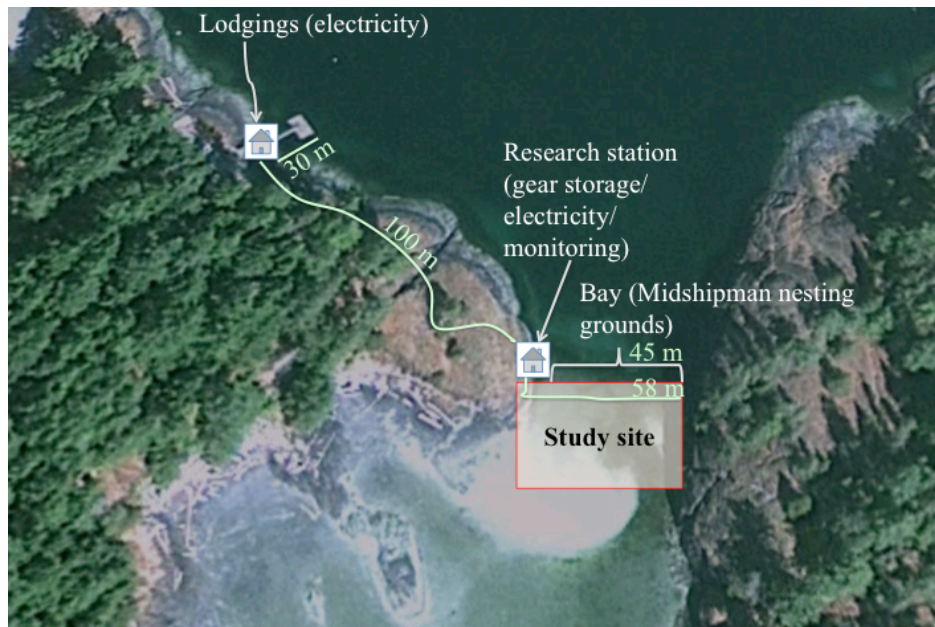 Lodgings (electricity)
30 m
100 m
Research station
(gear storage/
electricity/
monitoring)
Bay (Midshipman nesting
grounds)
45 m
58 m
Study site